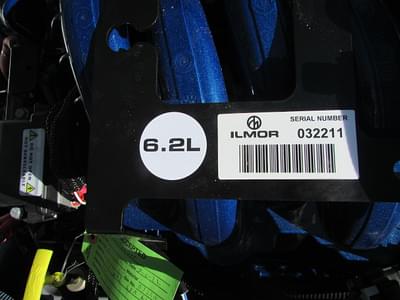 6.2L
ILMOR
SERIAL NUMBER
032211